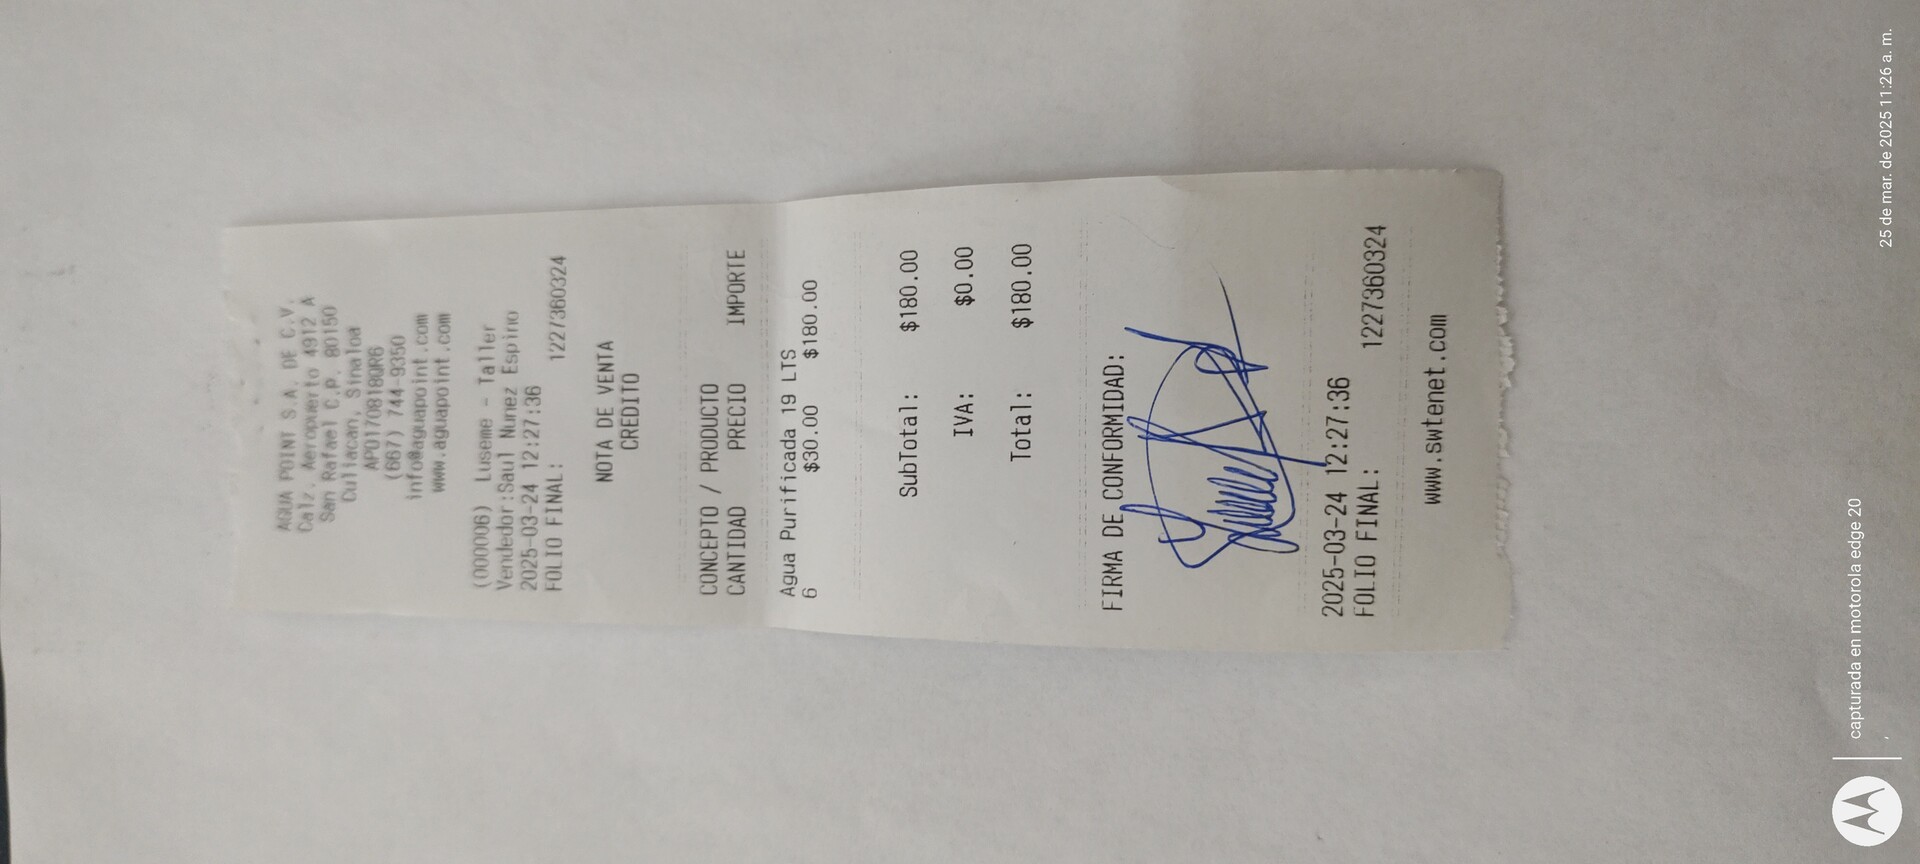 AGUA POINT S.A. DE C.V.
Calz. Aeropuerto 4912 A
San Rafael C.P. 80150
Culiacan, Sinaloa
APO170818QR6
(667) 744-9350
info@aguapoint.com
www.aguapoint.com
(000006) Luseme - Taller
Vendedor:Saul Nunez Espino
2025-03-24 12:27:36
FOLIO FINAL: 1227360324
NOTA DE VENTA
CREDITO
CONCEPTO / PRODUCTO
CANTIDAD PRECIO IMPORTE
Agua Purificada 19 LTS
6 $30.00 $180.00
SubTotal: $180.00
IVA: $0.00
Total: $180.00
FIRMA DE CONFORMIDAD:
2025-03-24 12:27:36
FOLIO FINAL: 1227360324
www.swtenet.com
capturada en motorola edge 20
,
25 de mar. de 2025 11:26 a. m.